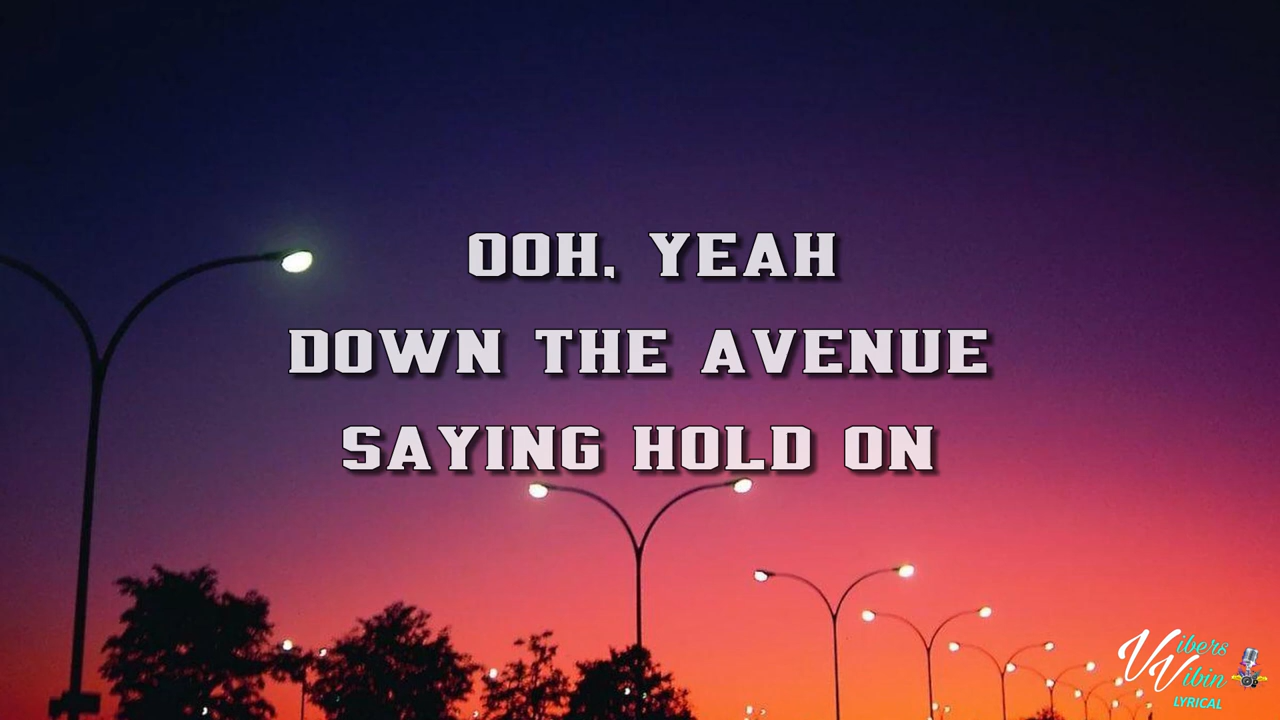 OOH, YEAH
DOWN THE AVENUE
SAYING HOLD ON
Vibers
Vibin
LYRICAL